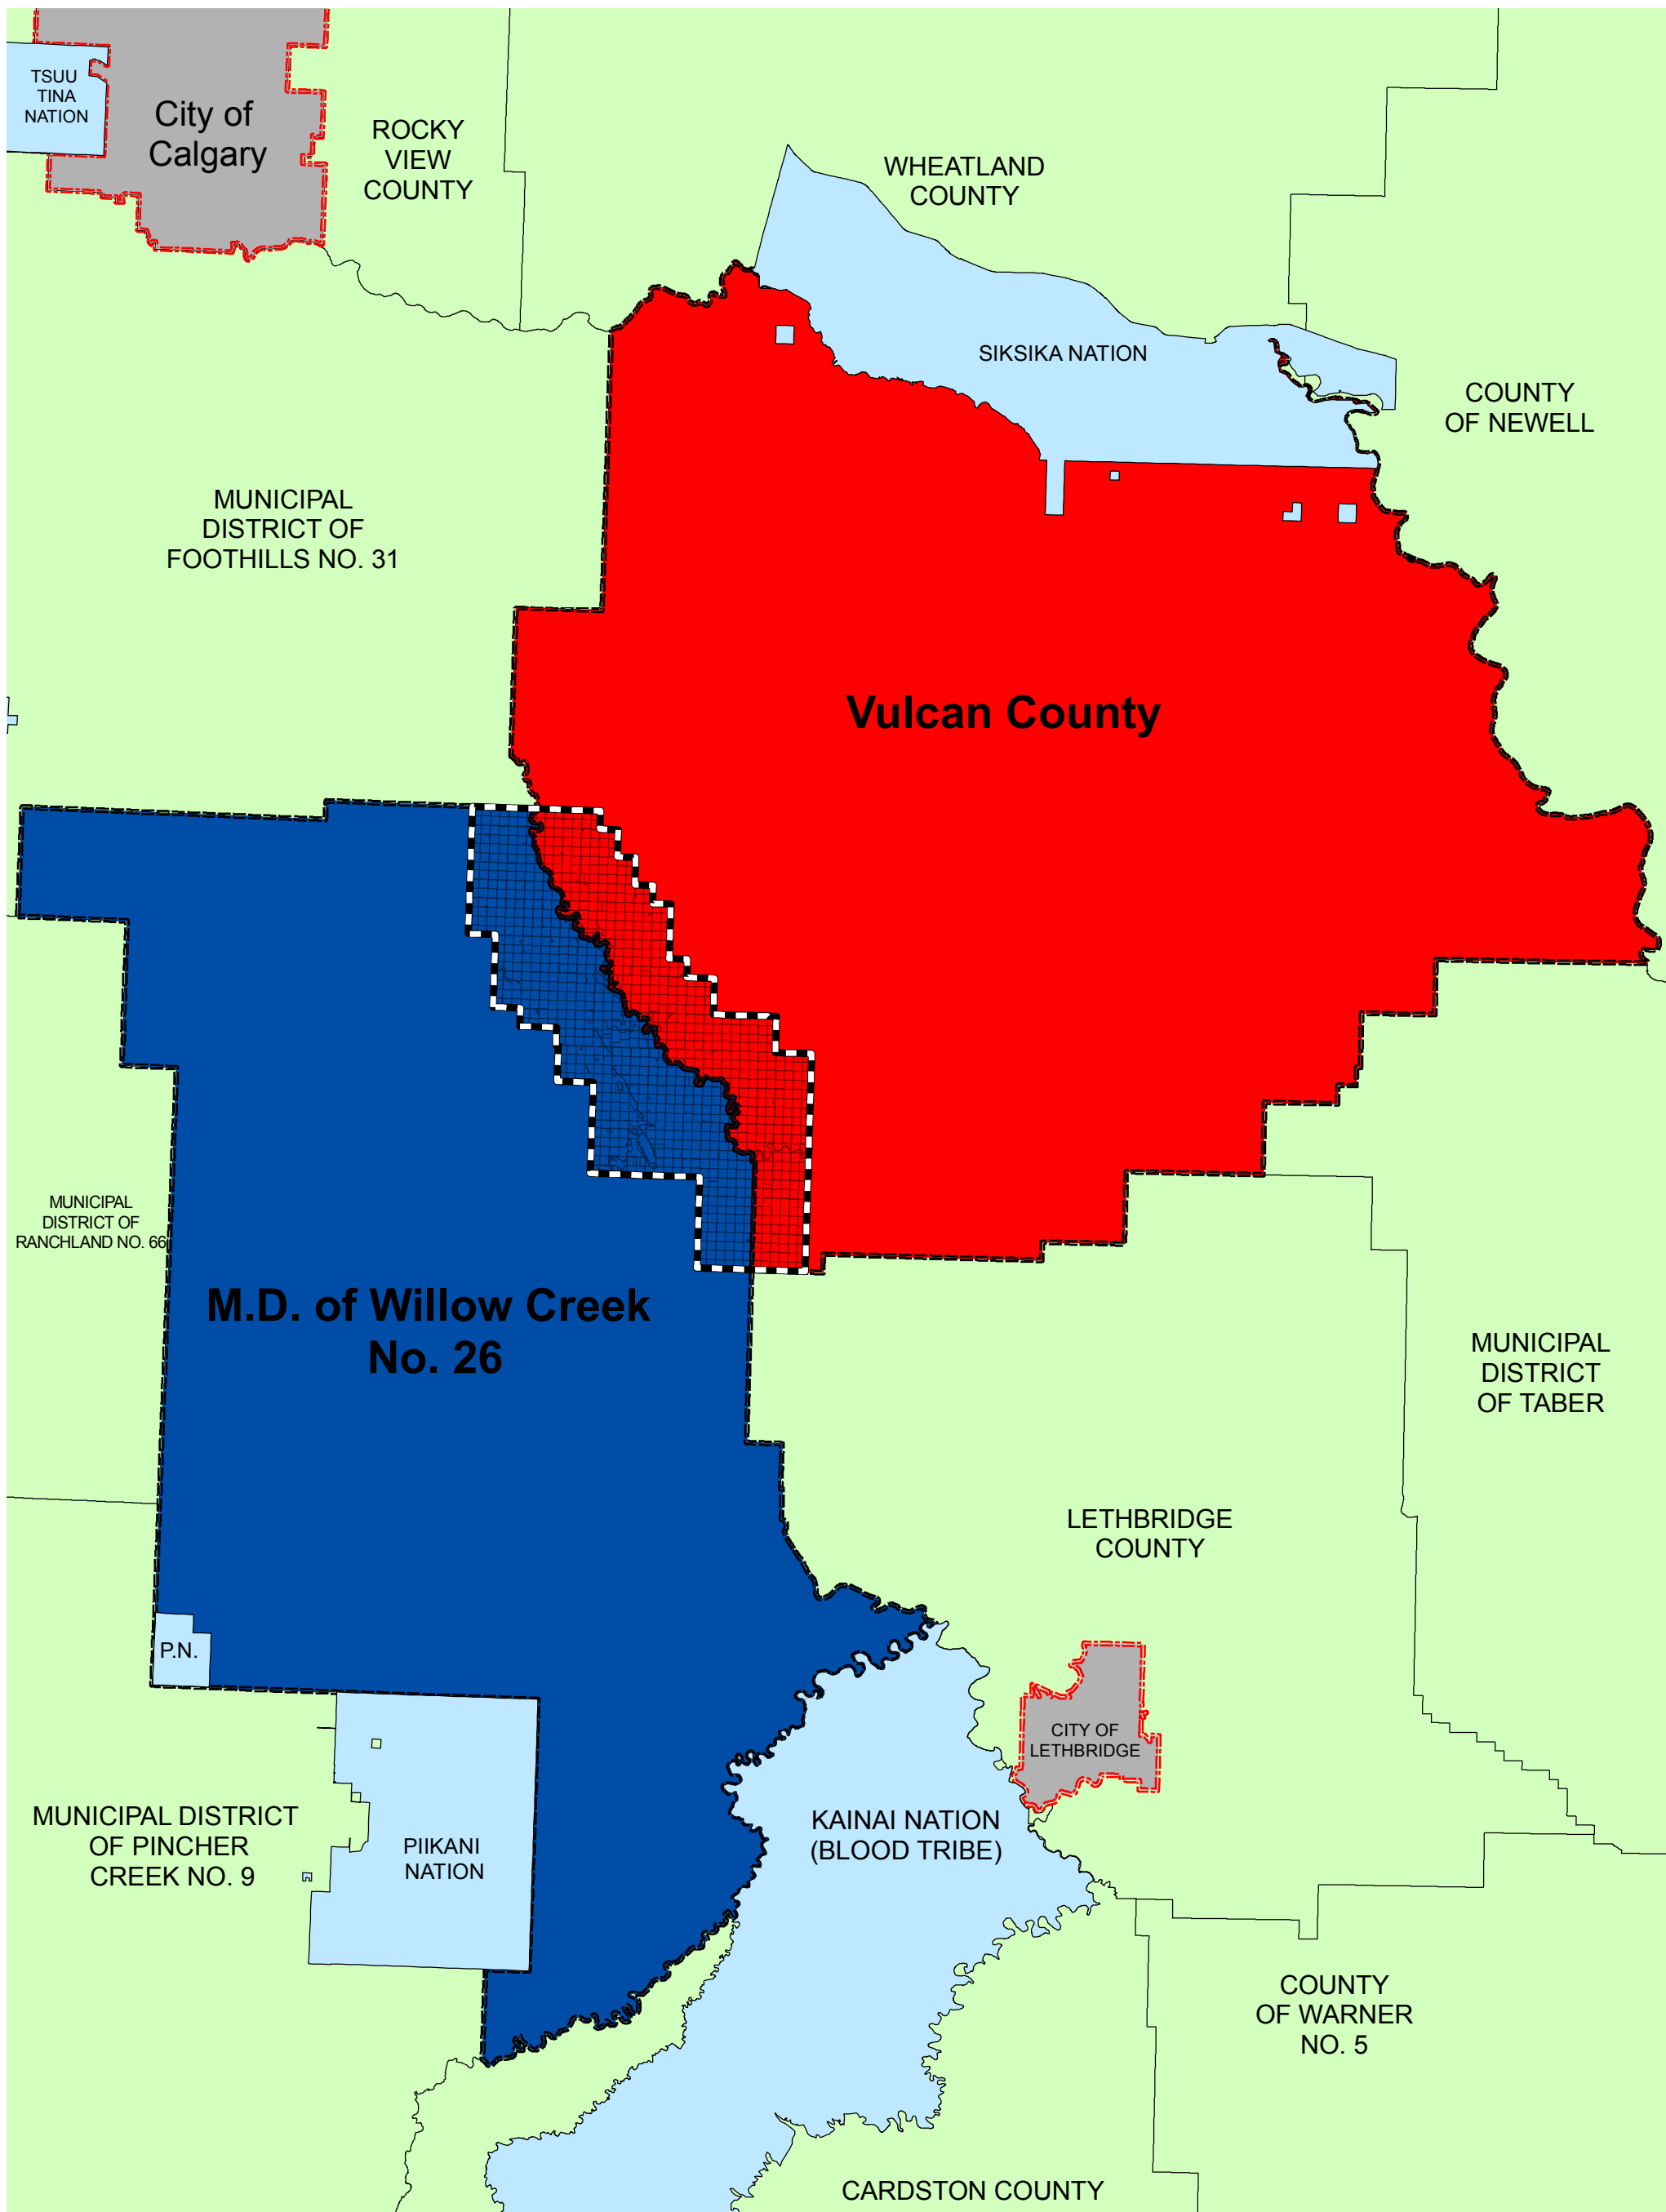 TSUU
TINA
NATION
City of
Calgary
ROCKY
VIEW
COUNTY
WHEATLAND
COUNTY
SIKSIKA NATION
COUNTY
OF NEWELL
MUNICIPAL
DISTRICT OF
FOOTHILLS NO. 31
Vulcan County
MUNICIPAL
DISTRICT OF
RANCHLAND NO. 66
M.D. of Willow Creek
No. 26
MUNICIPAL
DISTRICT
OF TABER
LETHBRIDGE
COUNTY
P.N.
CITY OF
LETHBRIDGE
MUNICIPAL DISTRICT
OF PINCHER
CREEK NO. 9
PIIKANI
NATION
KAINAI NATION
(BLOOD TRIBE)
COUNTY
OF WARNER
NO. 5
CARDSTON COUNTY